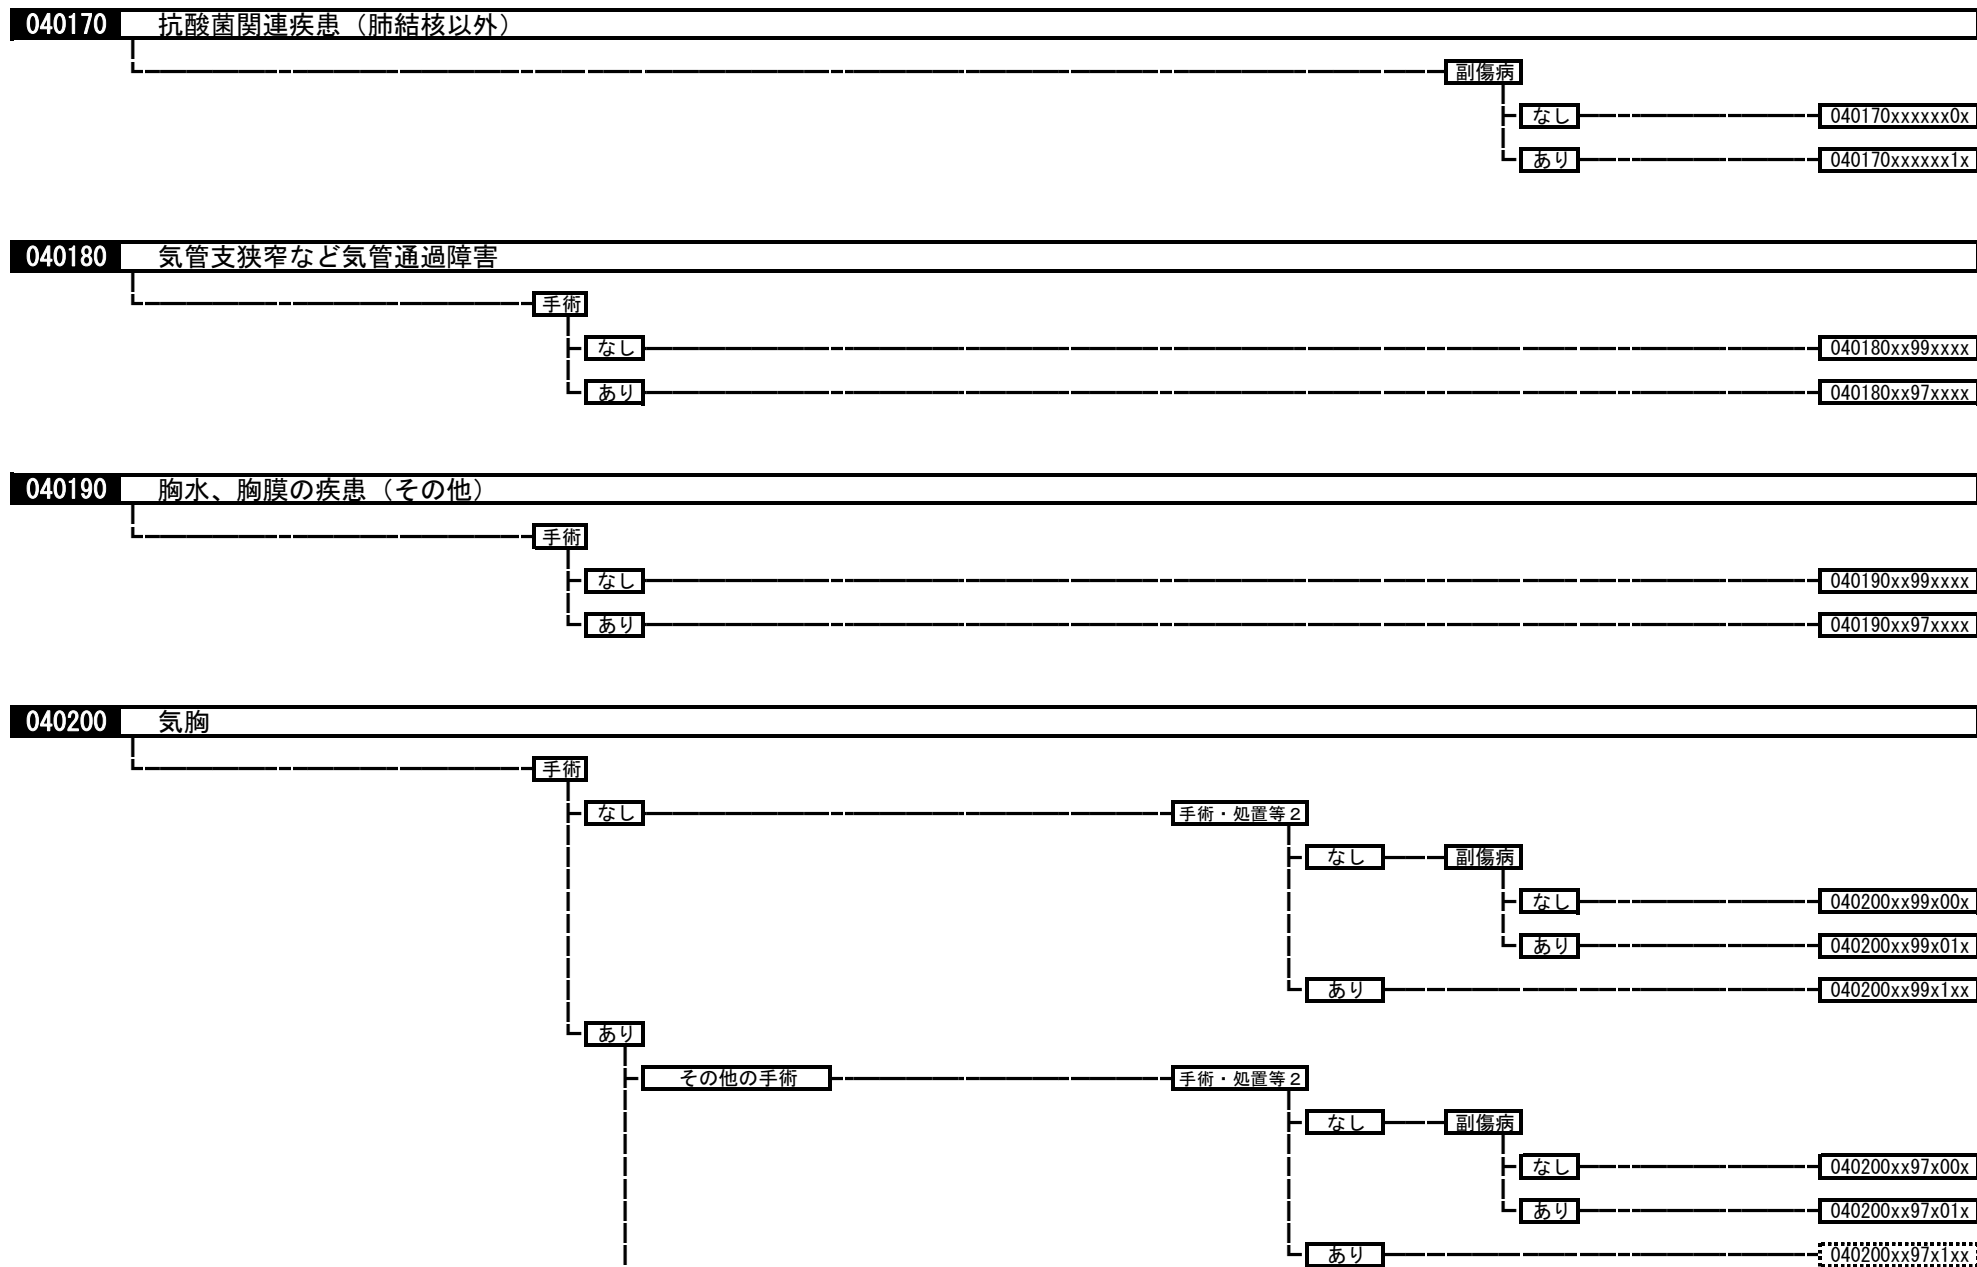 040170 抗酸菌関連疾患（肺結核以外）
副傷病
なし 040170xxxxxx0x
あり 040170xxxxxx1x
040180 気管支狭窄など気管通過障害
手術
なし 040180xx99xxxx
あり 040180xx97xxxx
040190 胸水、胸膜の疾患（その他）
手術
なし 040190xx99xxxx
あり 040190xx97xxxx
040200 気胸
手術
なし 手術・処置等２
なし 副傷病
なし 040200xx99x00x
あり 040200xx99x01x
あり 040200xx99x1xx
あり
その他の手術 手術・処置等２
なし 副傷病
なし 040200xx97x00x
あり 040200xx97x01x
あり 040200xx97x1xx